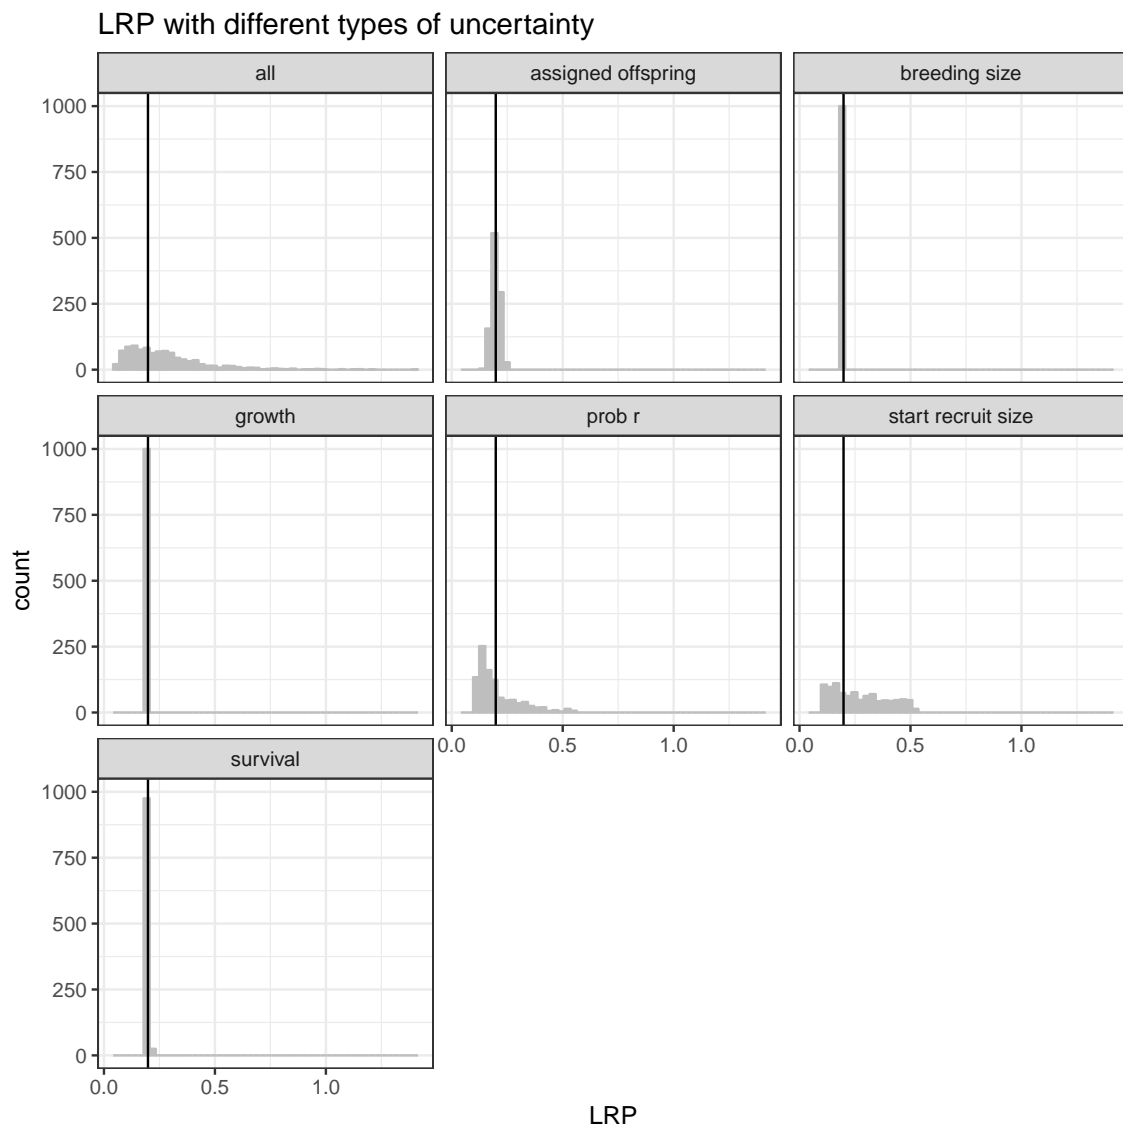 LRP with different types of uncertainty
all assigned offspring breeding size
1000
750
500
250
0
growth prob r start recruit size
1000
750
500
250
0
0.0 0.5 1.0 0.0 0.5 1.0
survival
1000
750
500
250
0
0.0 0.5 1.0
count
LRP